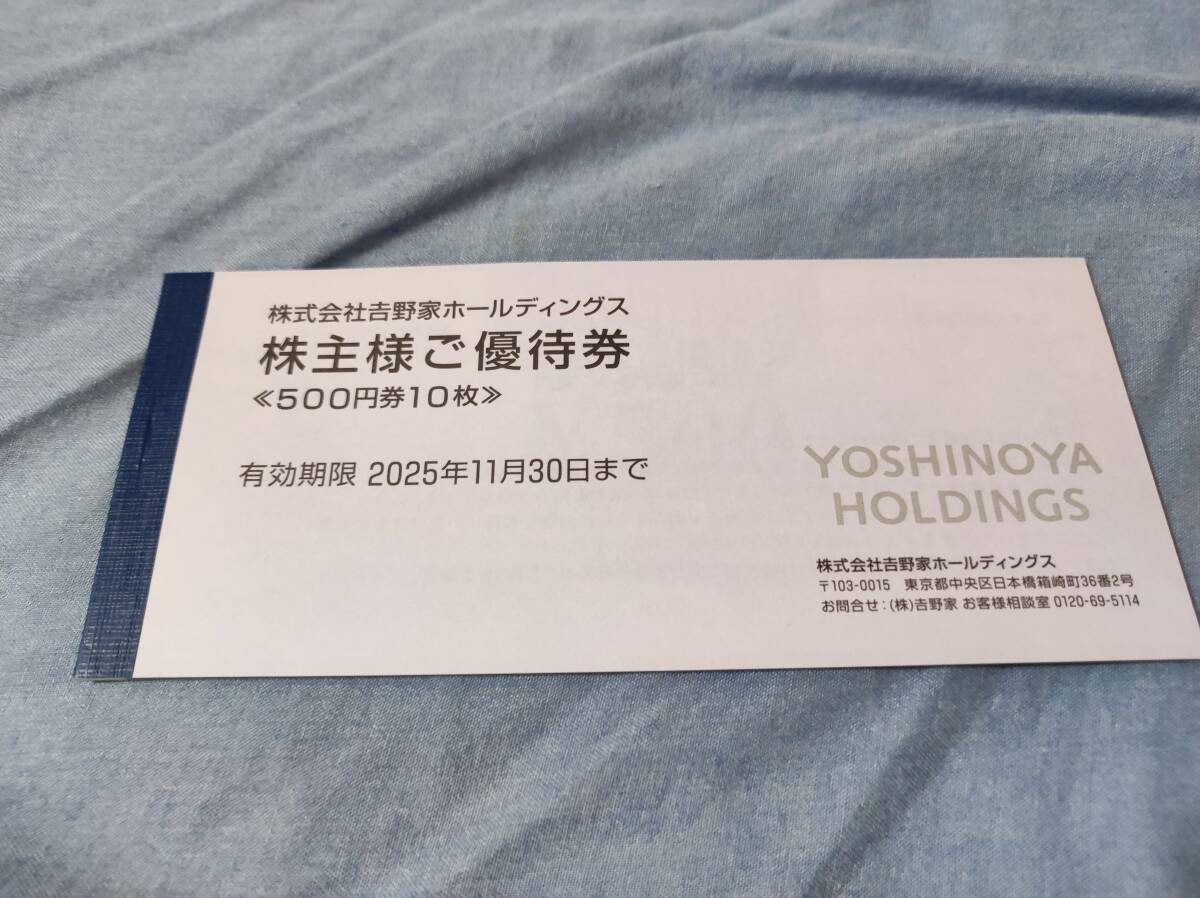 株式会社吉野家ホールディングス
株主様ご優待券
≪500円券10枚≫
有効期限 2025年11月30日まで
YOSHINOYA
HOLDINGS
株式会社吉野家ホールディングス
〒103-0015 東京都中央区日本橋箱崎町36番2号
お問合せ：(株)吉野家 お客様相談室 0120-69-5114